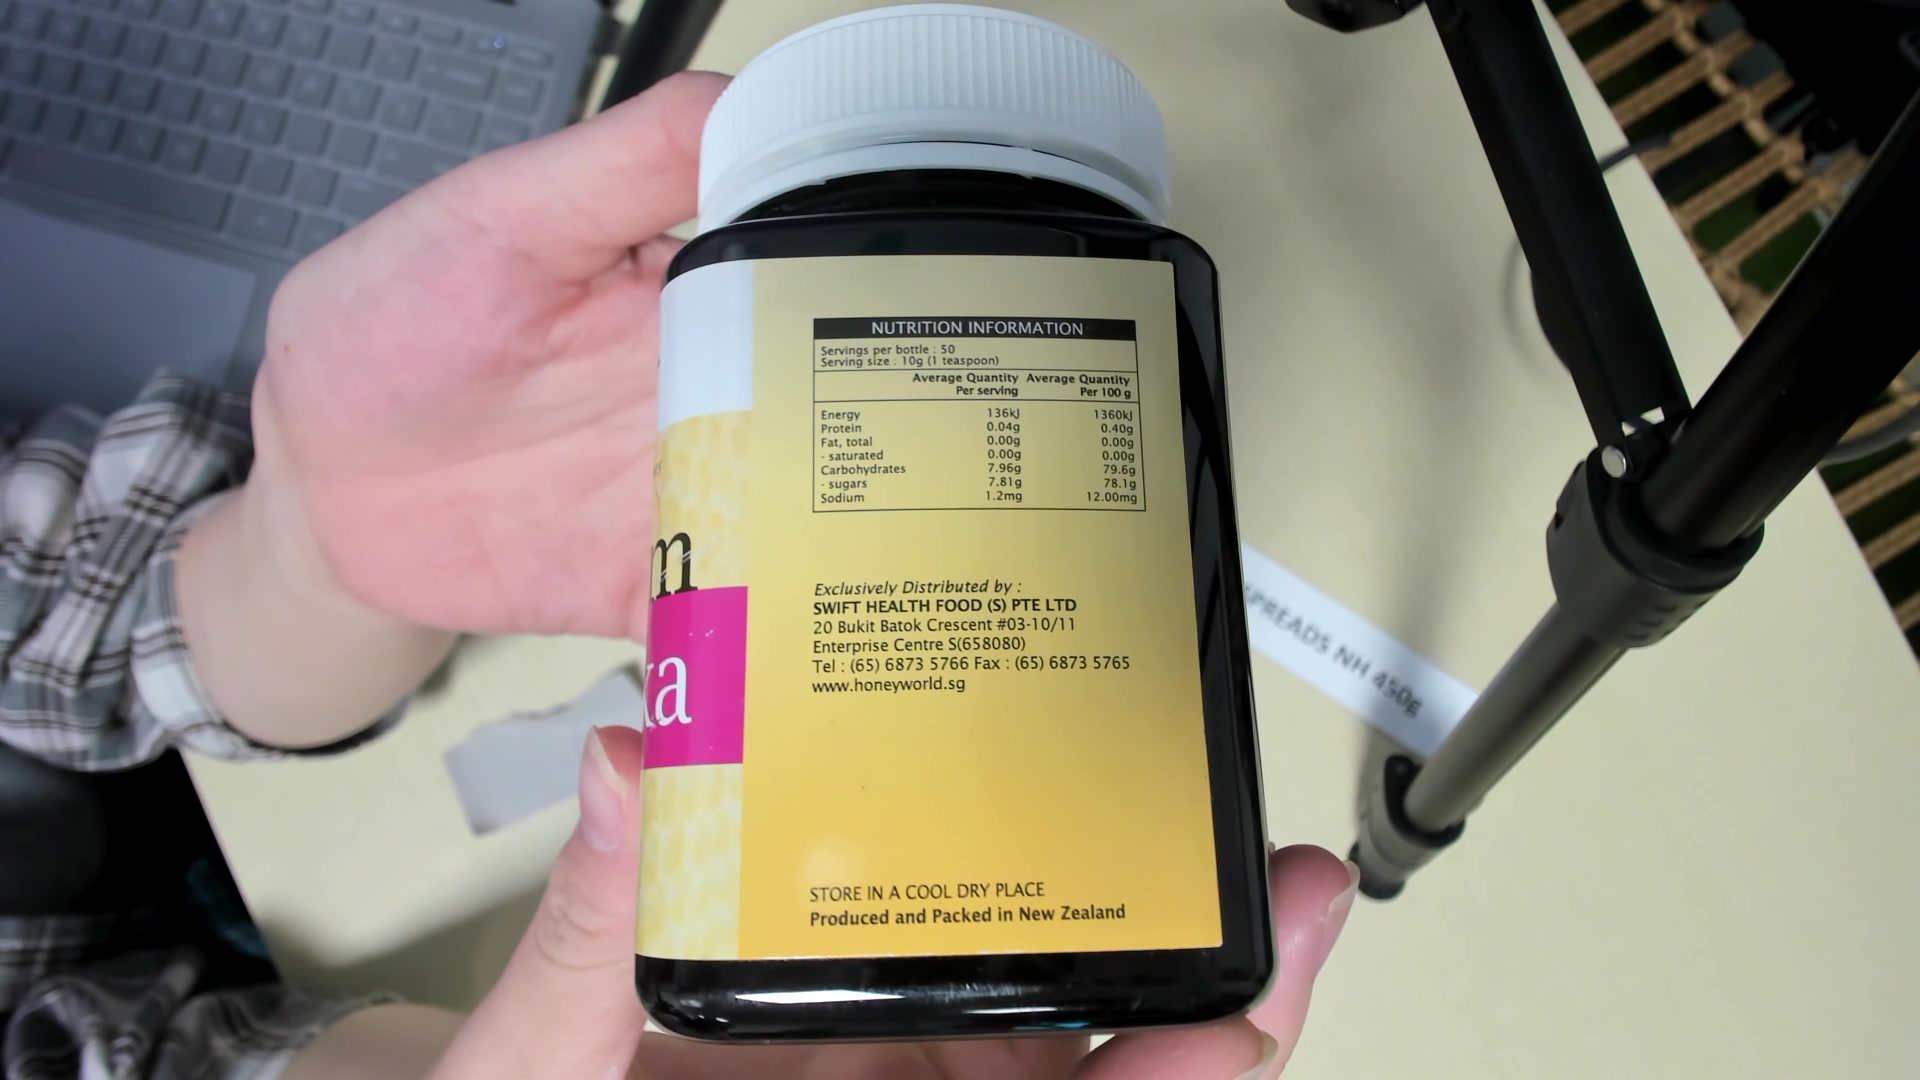 NUTRITION INFORMATION
Servings per bottle : 50
Serving size : 10g (1 teaspoon)
Average Quantity Per serving Average Quantity Per 100 g
Energy 136kJ 1360kJ
Protein 0.04g 0.40g
Fat, total 0.00g 0.00g
- saturated 0.00g 0.00g
Carbohydrates 7.96g 79.6g
- sugars 7.81g 78.1g
Sodium 1.2mg 12.00mg
m
ka
Exclusively Distributed by :
SWIFT HEALTH FOOD (S) PTE LTD
20 Bukit Batok Crescent #03-10/11
Enterprise Centre S(658080)
Tel : (65) 6873 5766 Fax : (65) 6873 5765
www.honeyworld.sg
STORE IN A COOL DRY PLACE
Produced and Packed in New Zealand
SPREADS NH 450g